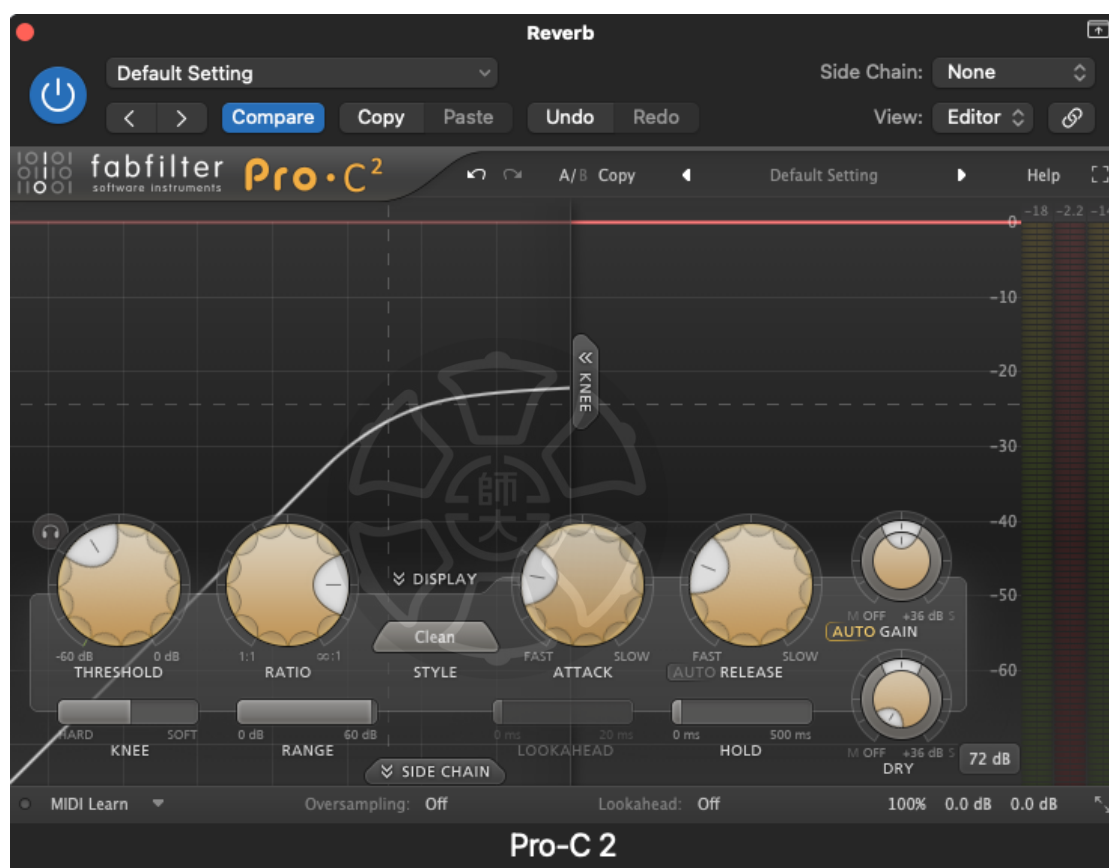 Reverb
Default Setting
Side Chain: None
Compare Copy Paste Undo Redo View: Editor
fabfilter
software instruments
Pro·C²
A/B Copy Default Setting Help
-18 -2.2
0
-10
-20
KNEE
-30
師大
-40
-50
-60
DISPLAY
Clean
STYLE
-60 dB 0 dB
THRESHOLD
1:1 ∞:1
RATIO
FAST SLOW
ATTACK
FAST SLOW
AUTO RELEASE
M OFF +36 dB S
AUTO GAIN
HARD SOFT
KNEE
0 dB 60 dB
RANGE
0 ms 20 ms
LOOKAHEAD
0 ms 500 ms
HOLD
M OFF +36 dB S
DRY
72 dB
SIDE CHAIN
MIDI Learn Oversampling: Off Lookahead: Off 100% 0.0 dB 0.0 dB
Pro-C 2